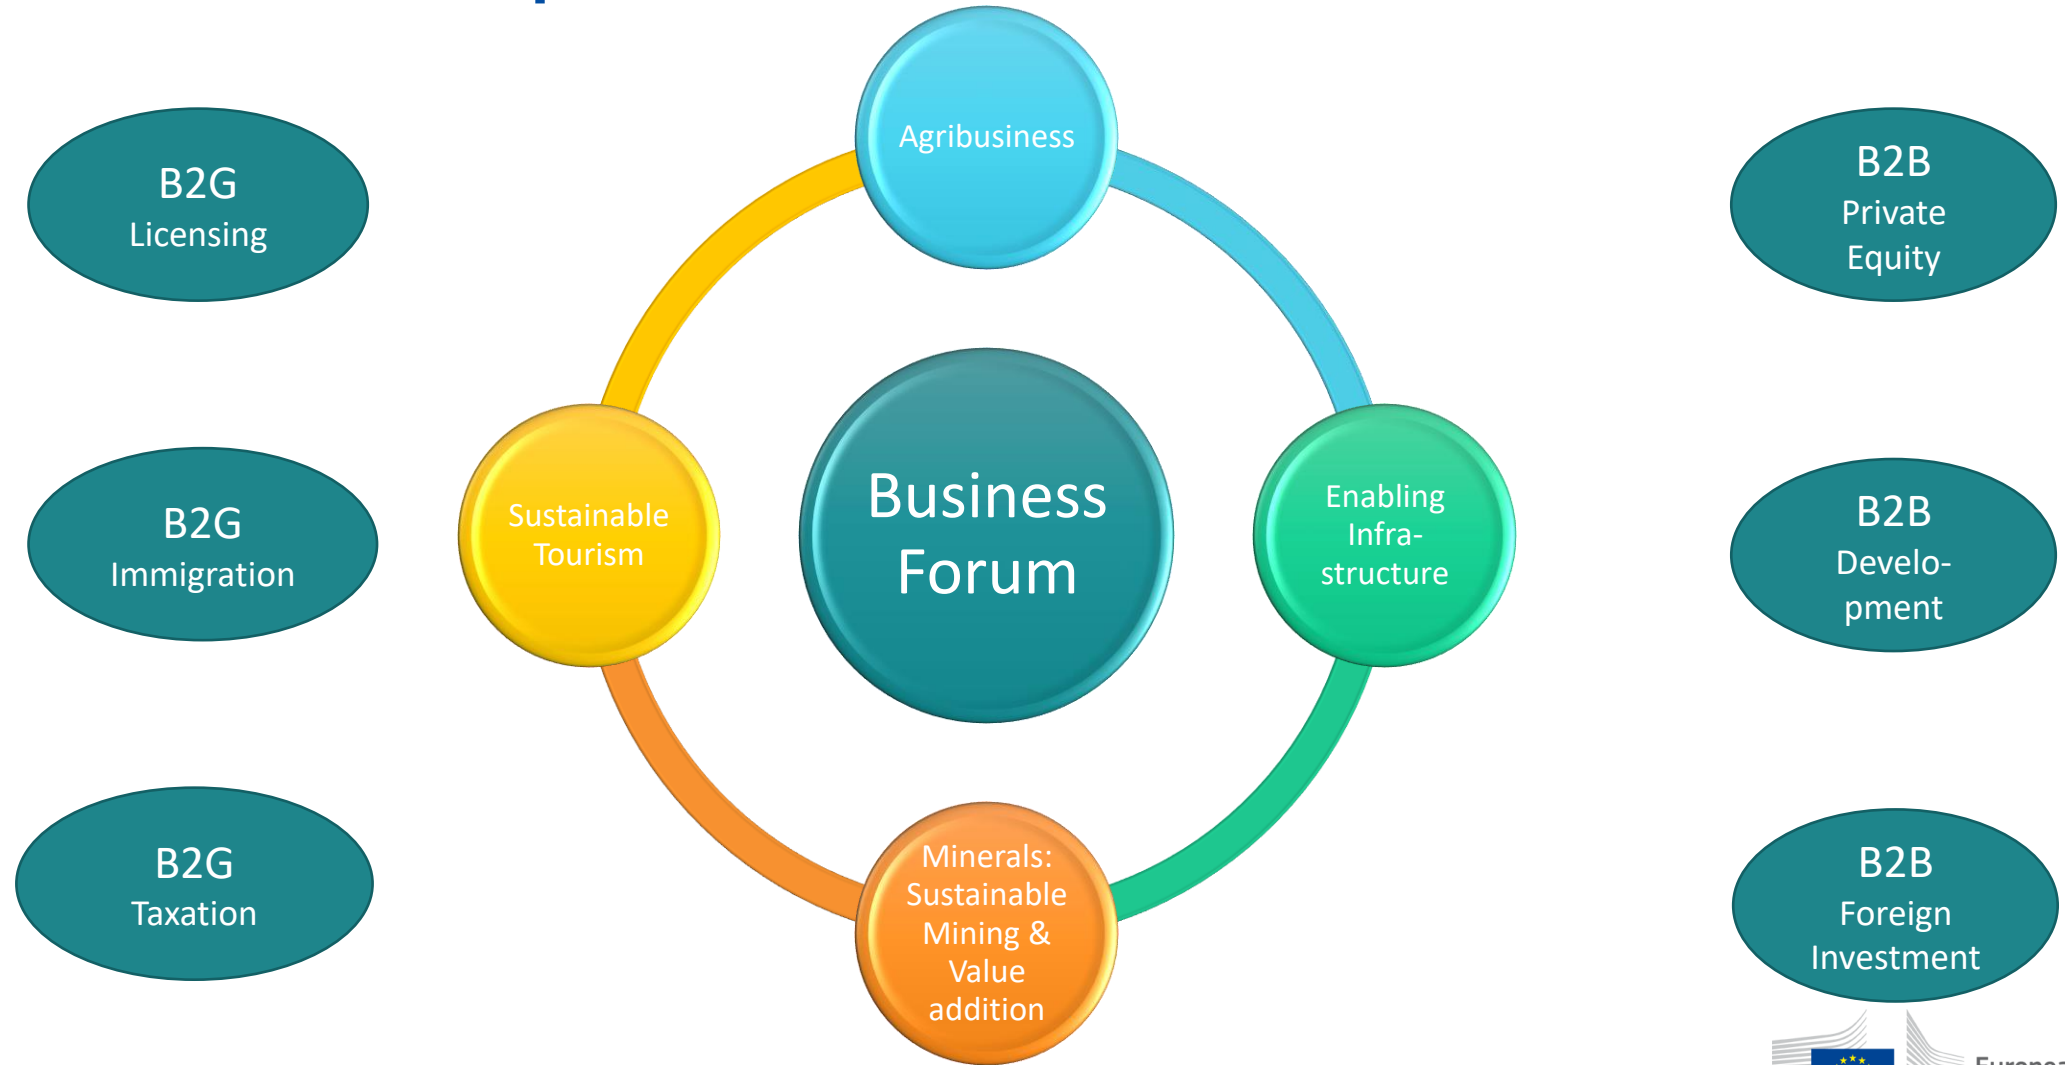 Agribusiness
B2G
Licensing
B2B
Private
Equity
Business
Forum
Sustainable
Tourism
Enabling
Infra-
structure
B2G
Immigration
B2B
Develo-
pment
Minerals:
Sustainable
Mining &
Value
addition
B2G
Taxation
B2B
Foreign
Investment